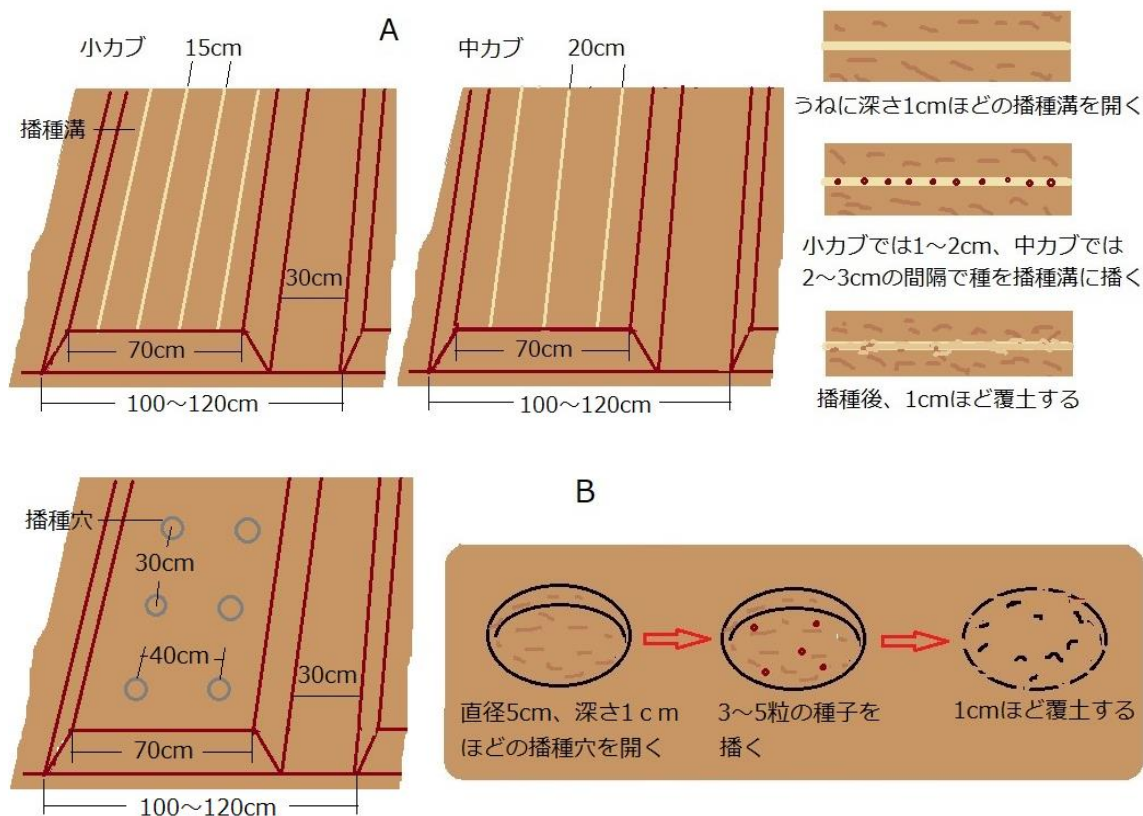 A
小カブ
15cm
播種溝
30cm
70cm
100～120cm
中カブ
20cm
30cm
70cm
100～120cm
うねに深さ1cmほどの播種溝を開く
小カブでは1～2cm、中カブでは
2～3cmの間隔で種を播種溝に播く
播種後、1cmほど覆土する
B
播種穴
30cm
40cm
30cm
70cm
100～120cm
直径5cm、深さ1ｃｍ
ほどの播種穴を開く
3～5粒の種子を
播く
1cmほど覆土する